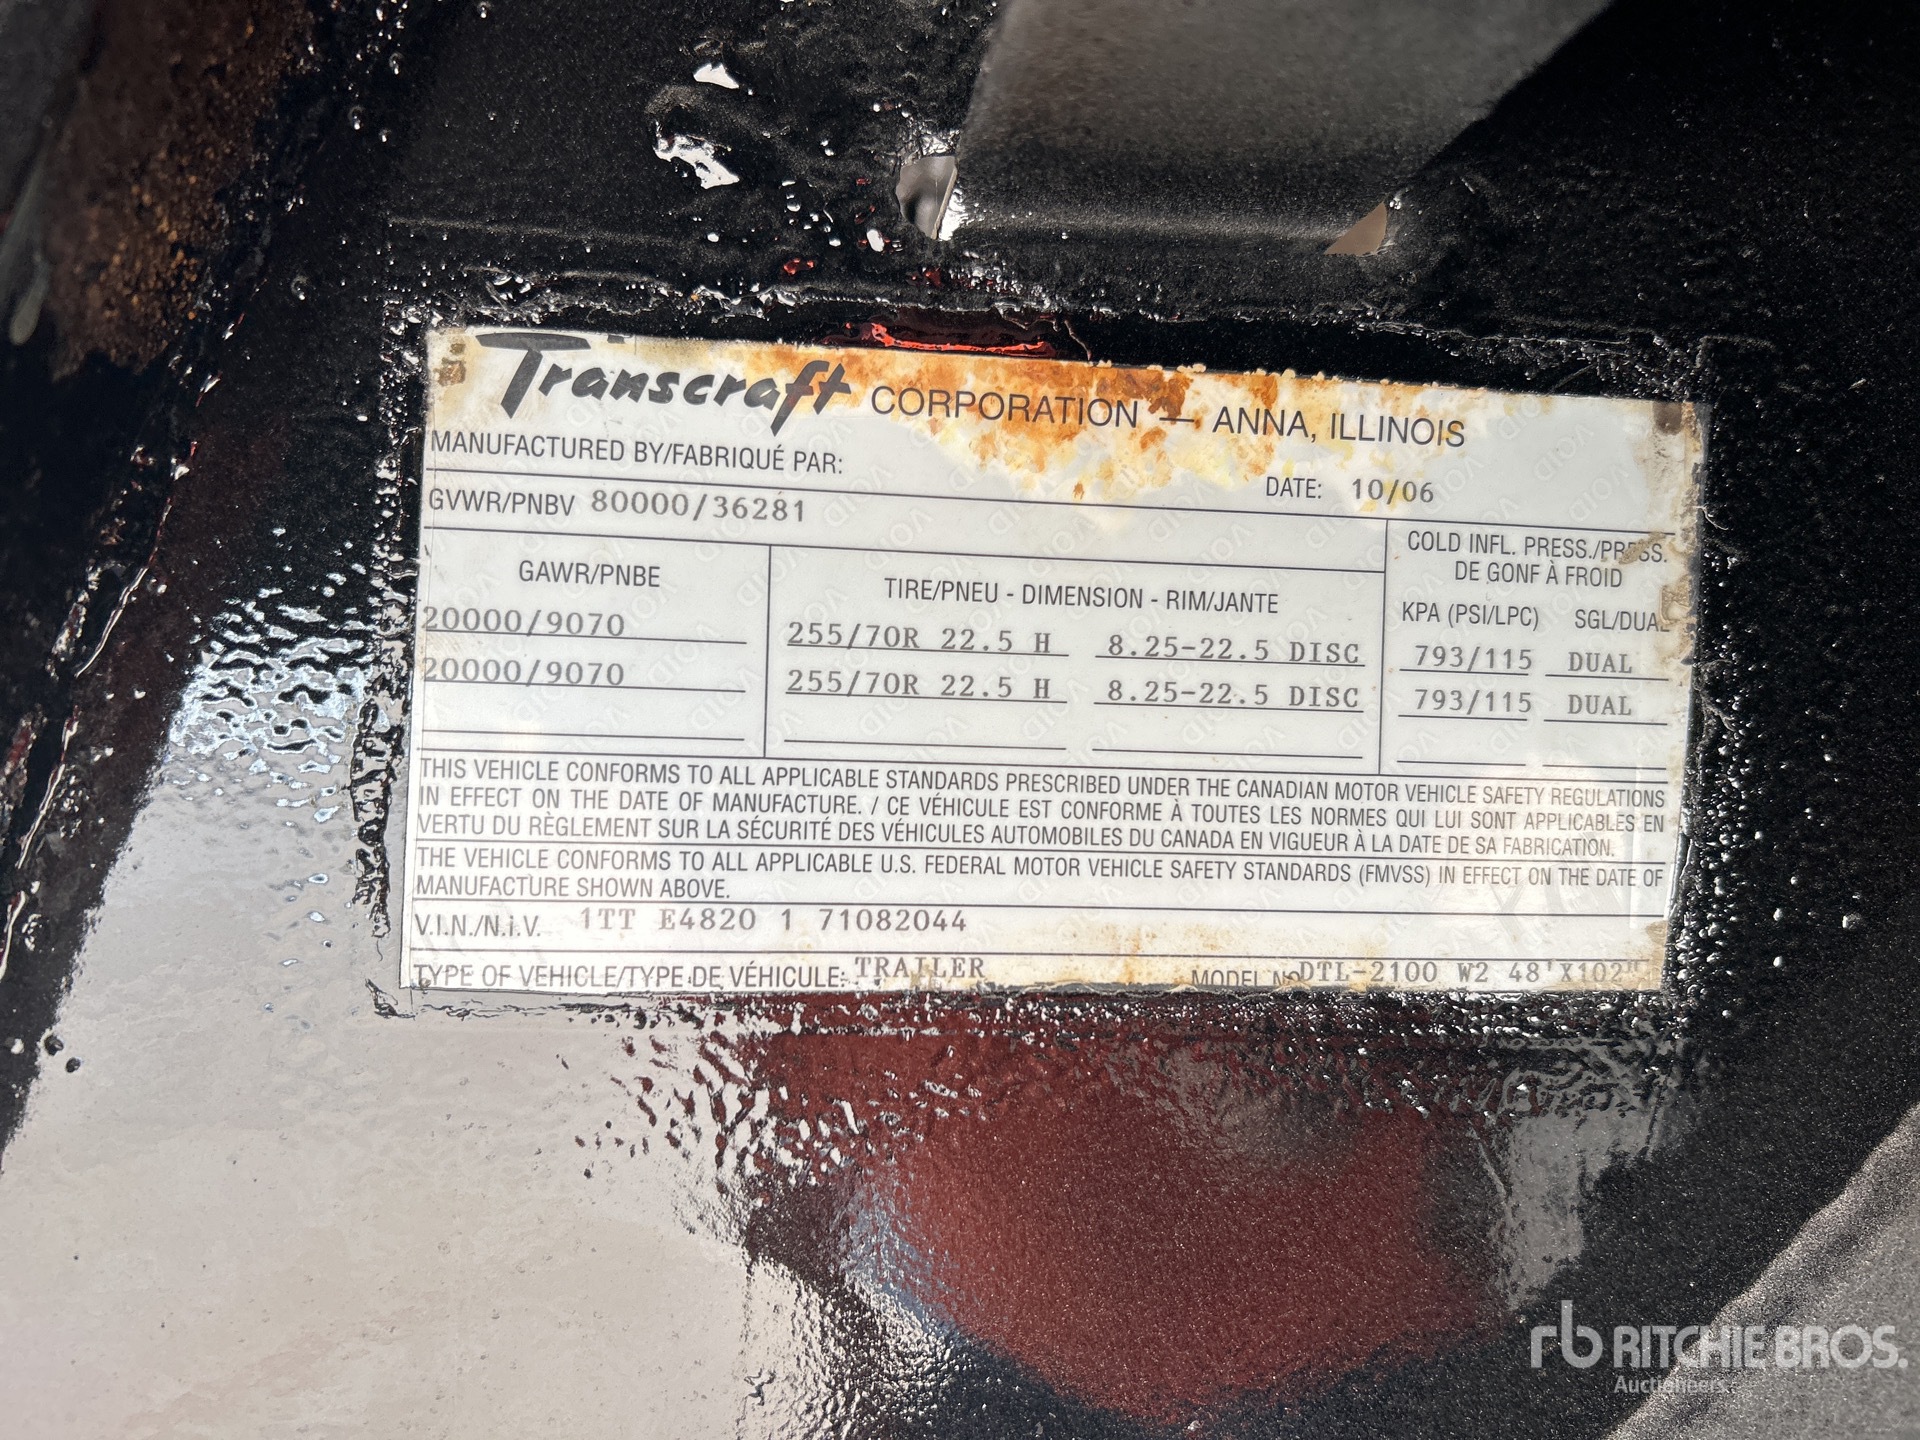 Transcraft CORPORATION — ANNA, ILLINOIS
MANUFACTURED BY/FABRIQUÉ PAR:
DATE: 10/06
GVWR/PNBV 80000/36281
COLD INFL. PRESS./PRESS.
DE GONF À FROID
GAWR/PNBE
TIRE/PNEU - DIMENSION - RIM/JANTE
KPA (PSI/LPC) SGL/DUAL
20000/9070 255/70R 22.5 H 8.25-22.5 DISC 793/115 DUAL
20000/9070 255/70R 22.5 H 8.25-22.5 DISC 793/115 DUAL
THIS VEHICLE CONFORMS TO ALL APPLICABLE STANDARDS PRESCRIBED UNDER THE CANADIAN MOTOR VEHICLE SAFETY REGULATIONS
IN EFFECT ON THE DATE OF MANUFACTURE. / CE VÉHICULE EST CONFORME À TOUTES LES NORMES QUI LUI SONT APPLICABLES EN
VERTU DU RÈGLEMENT SUR LA SÉCURITÉ DES VÉHICULES AUTOMOBILES DU CANADA EN VIGUEUR À LA DATE DE SA FABRICATION.
THE VEHICLE CONFORMS TO ALL APPLICABLE U.S. FEDERAL MOTOR VEHICLE SAFETY STANDARDS (FMVSS) IN EFFECT ON THE DATE OF
MANUFACTURE SHOWN ABOVE.
V.I.N./N.i.V. 1TT E4820 1 71082044
TYPE OF VEHICLE/TYPE DE VÉHICULE: TRAILER MODEL NO DTL-2100 W2 48'X102"
rb RITCHIE BROS.
Auctioneers